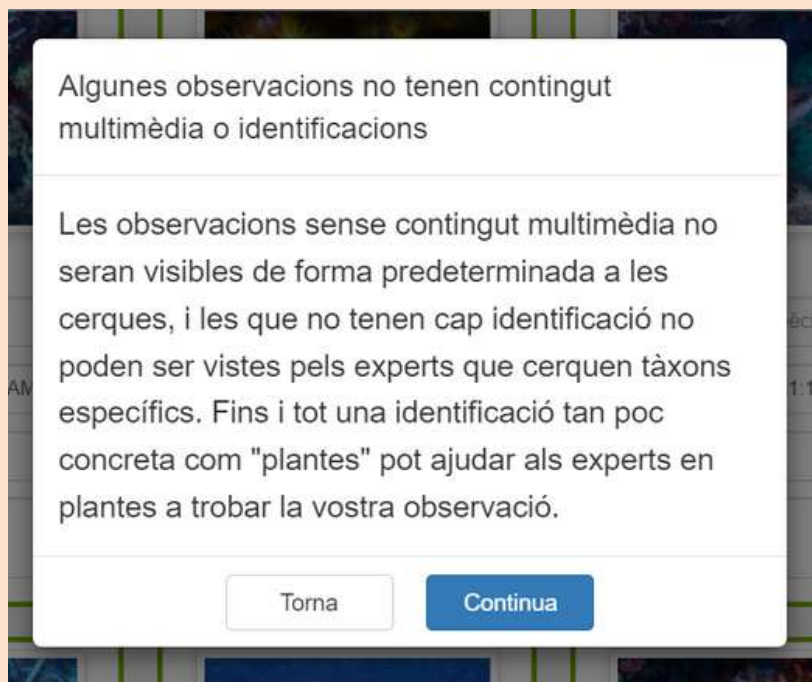 Algunes observacions no tenen contingut
multimèdia o identificacions
Les observacions sense contingut multimèdia no
seran visibles de forma predeterminada a les
cerques, i les que no tenen cap identificació no
poden ser vistes pels experts que cerquen tàxons
específics. Fins i tot una identificació tan poc
concreta com "plantes" pot ajudar als experts en
plantes a trobar la vostra observació.
Torna
Continua